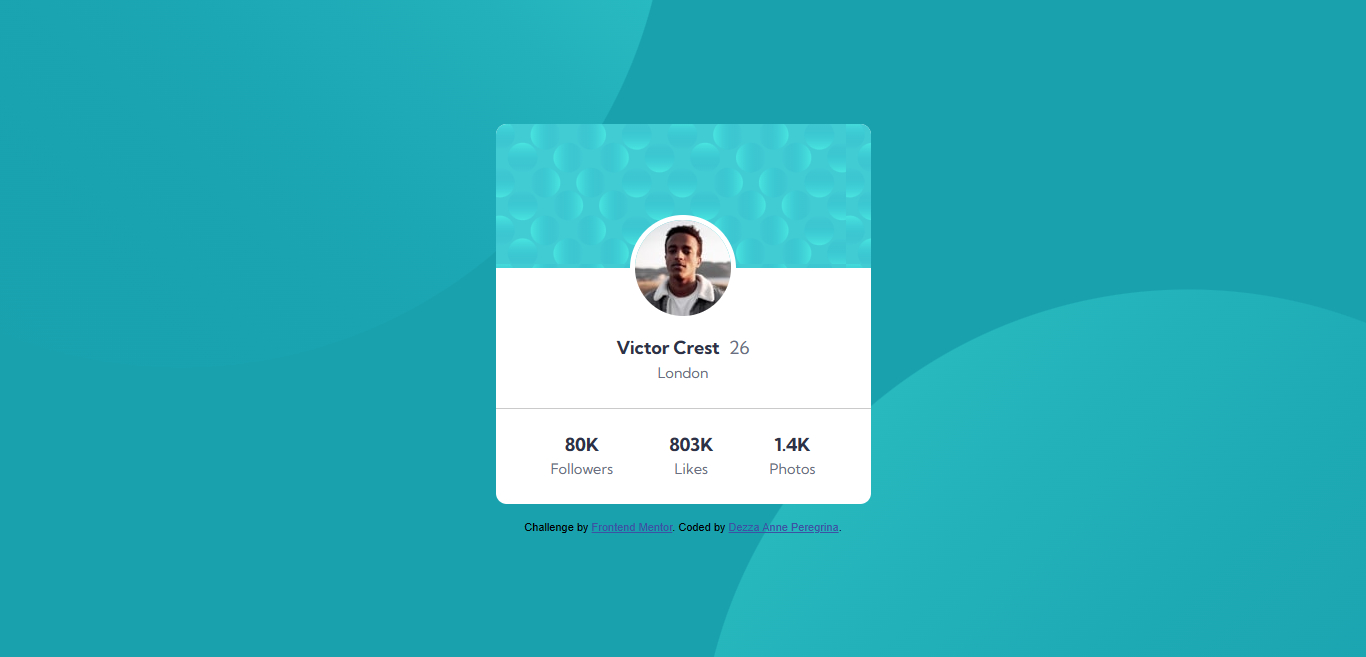 Victor Crest 26
London
80K 803K 1.4K
Followers Likes Photos
Challenge by Frontend Mentor. Coded by Dezza Anne Peregrina.